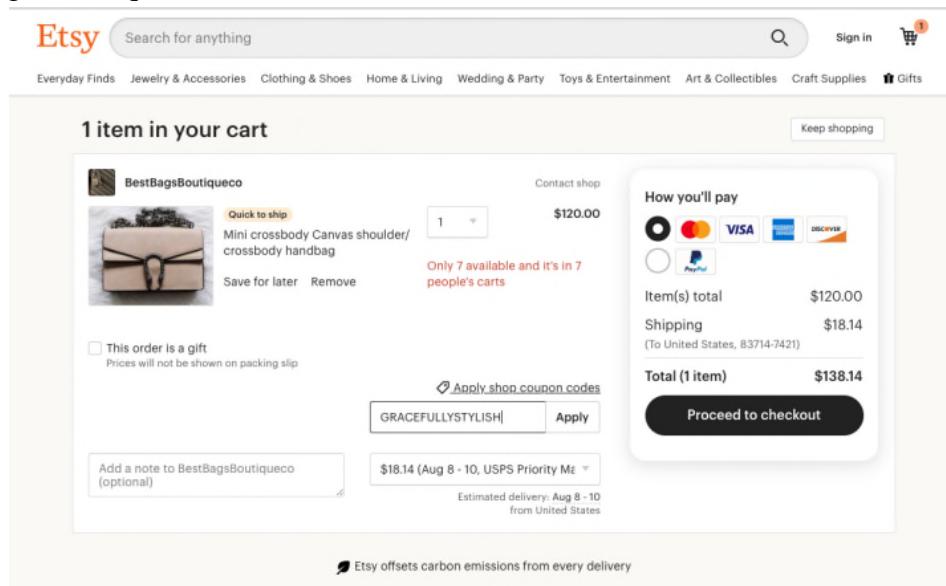 Etsy
Search for anything
Sign in
1
Everyday Finds Jewelry & Accessories Clothing & Shoes Home & Living Wedding & Party Toys & Entertainment Art & Collectibles Craft Supplies Gifts
1 item in your cart
Keep shopping
BestBagsBoutiqueco
Contact shop
Quick to ship
Mini crossbody Canvas shoulder/
crossbody handbag
Save for later Remove
1
$120.00
Only 7 available and it's in 7
people's carts
This order is a gift
Prices will not be shown on packing slip
Apply shop coupon codes
GRACEFULLYSTYLISH
Apply
Add a note to BestBagsBoutiqueco
(optional)
$18.14 (Aug 8 - 10, USPS Priority Ma
Estimated delivery: Aug 8 - 10
from United States
How you'll pay
VISA
DISCOVER
PayPal
Item(s) total $120.00
Shipping $18.14
(To United States, 83714-7421)
Total (1 item) $138.14
Proceed to checkout
Etsy offsets carbon emissions from every delivery